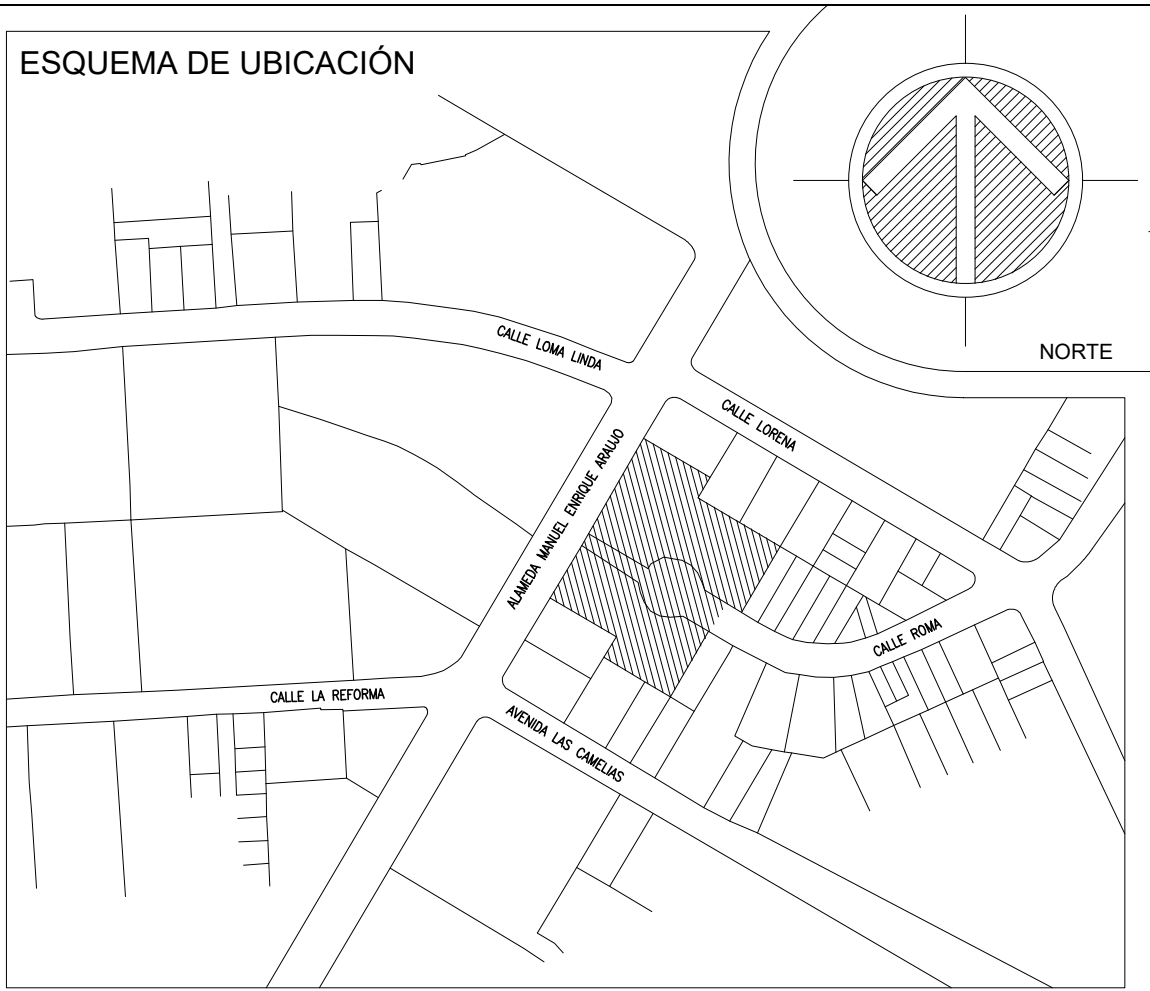 ESQUEMA DE UBICACIÓN
NORTE
CALLE LOMA LINDA
CALLE LORENA
ALAMEDA MANUEL ENRIQUE ARAUJO
CALLE ROMA
CALLE LA REFORMA
AVENIDA LAS CAMELIAS